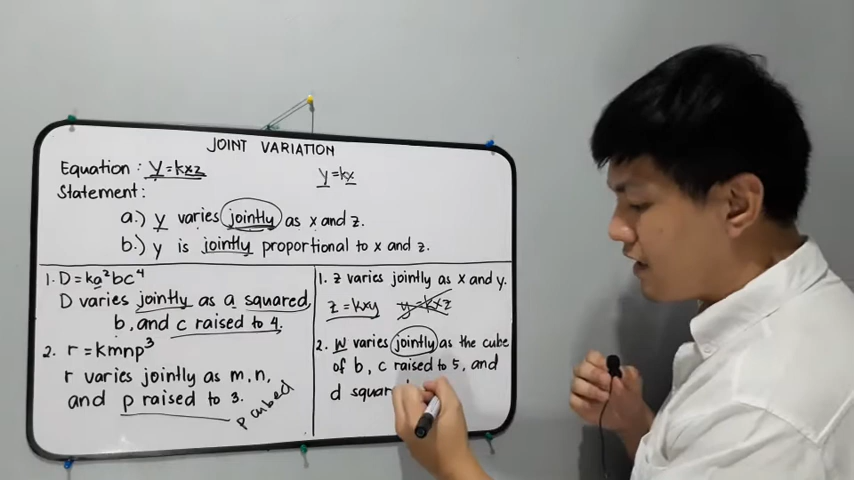 JOINT VARIATION
Equation : y = kxz
y = kx
Statement:
a.) y varies jointly as x and z.
b.) y is jointly proportional to x and z.
1. D = ka²bc⁴
D varies jointly as a squared,
b, and c raised to 4.
2. r = kmnp³
r varies jointly as m, n,
and p raised to 3.
p cubed
1. z varies jointly as x and y.
z = kxy y = kxz
2. W varies jointly as the cube
of b, c raised to 5, and
d squar